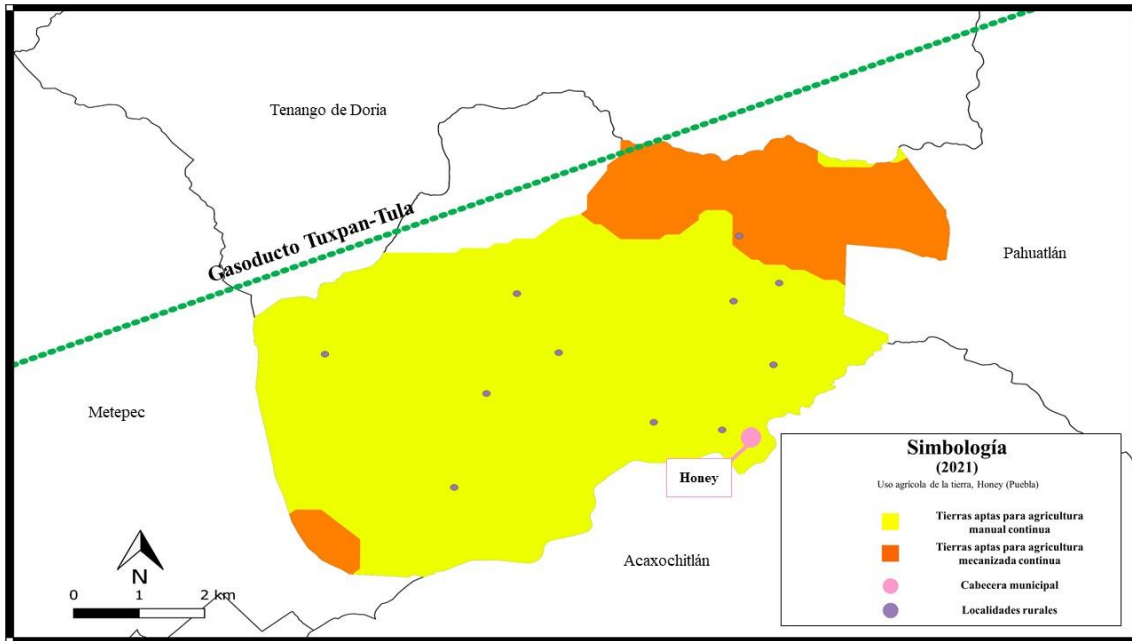 Tenango de Doria
Gasoducto Tuxpan-Tula
Pahuatlán
Metepec
Honey
Acaxochitlán
N
0 1 2 km
Simbología
(2021)
Uso agrícola de la tierra, Honey (Puebla)
Tierras aptas para agricultura
manual continua
Tierras aptas para agricultura
mecanizada continua
Cabecera municipal
Localidades rurales